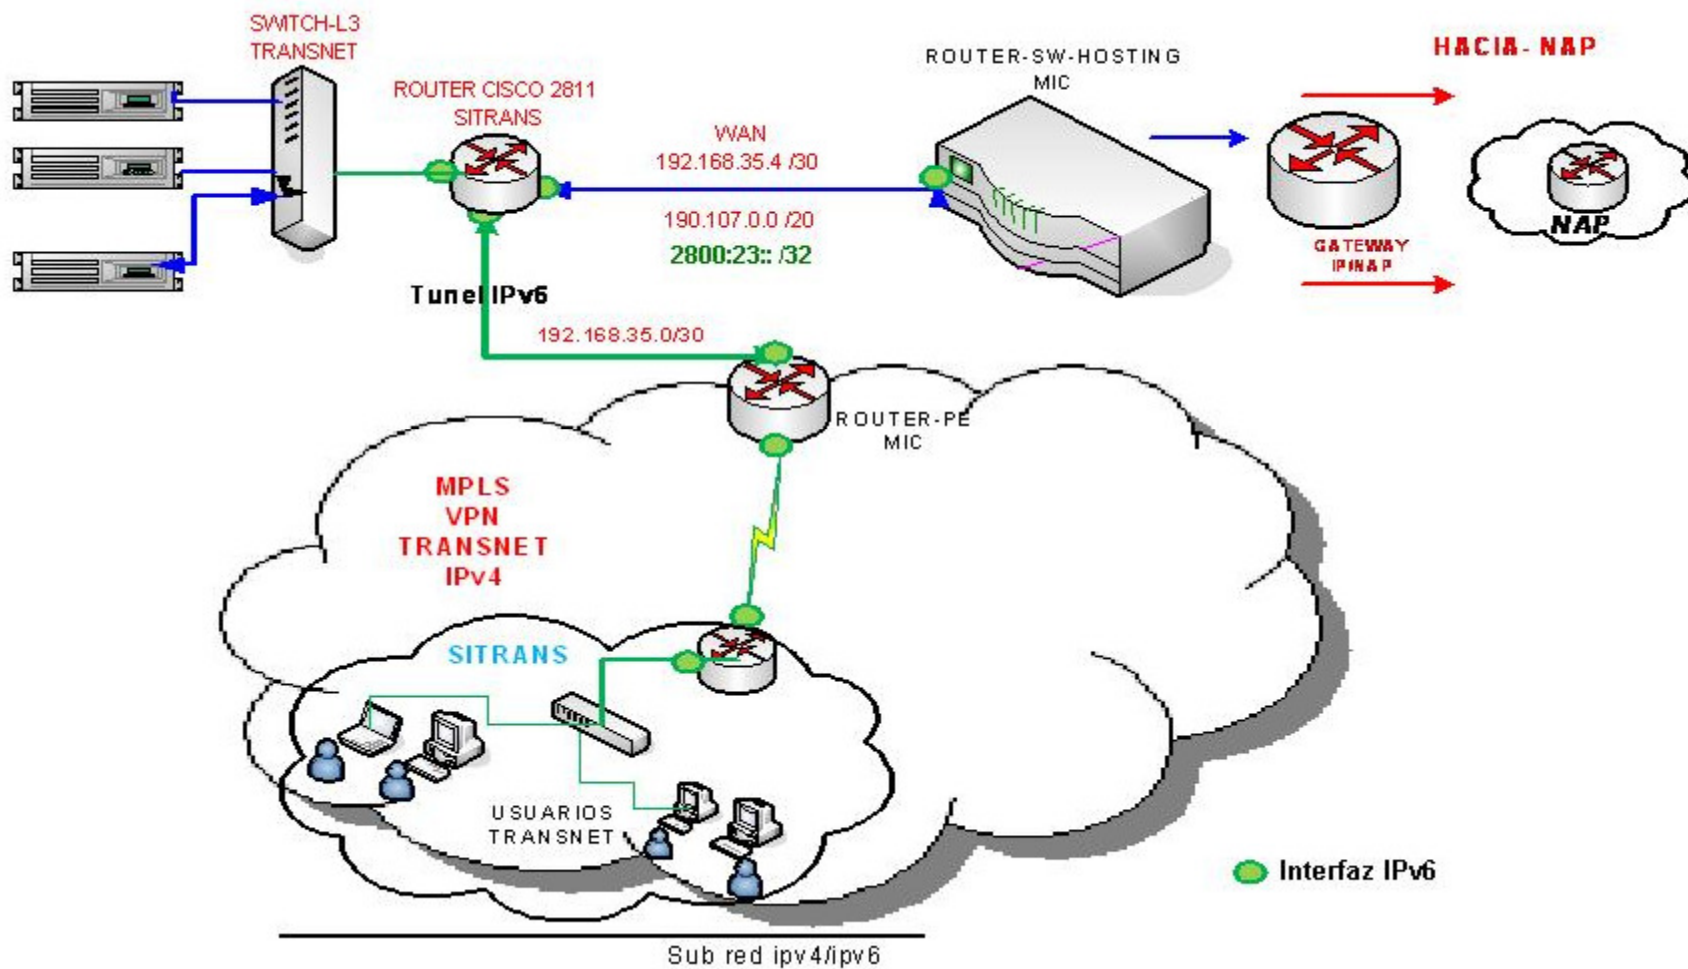 SWITCH-L3
TRANSNET
ROUTER CISCO 2811
SITRANS
WAN
192.168.35.4 /30
190.107.0.0 /20
2800:23:: /32
ROUTER-SW-HOSTING
MIC
HACIA- NAP
GATEWAY
IP/NAP
NAP
Tunel IPv6
192.168.35.0/30
ROUTER-PE
MIC
MPLS
VPN
TRANSNET
IPv4
SITRANS
USUARIOS
TRANSNET
Interfaz IPv6
Sub red ipv4/ipv6